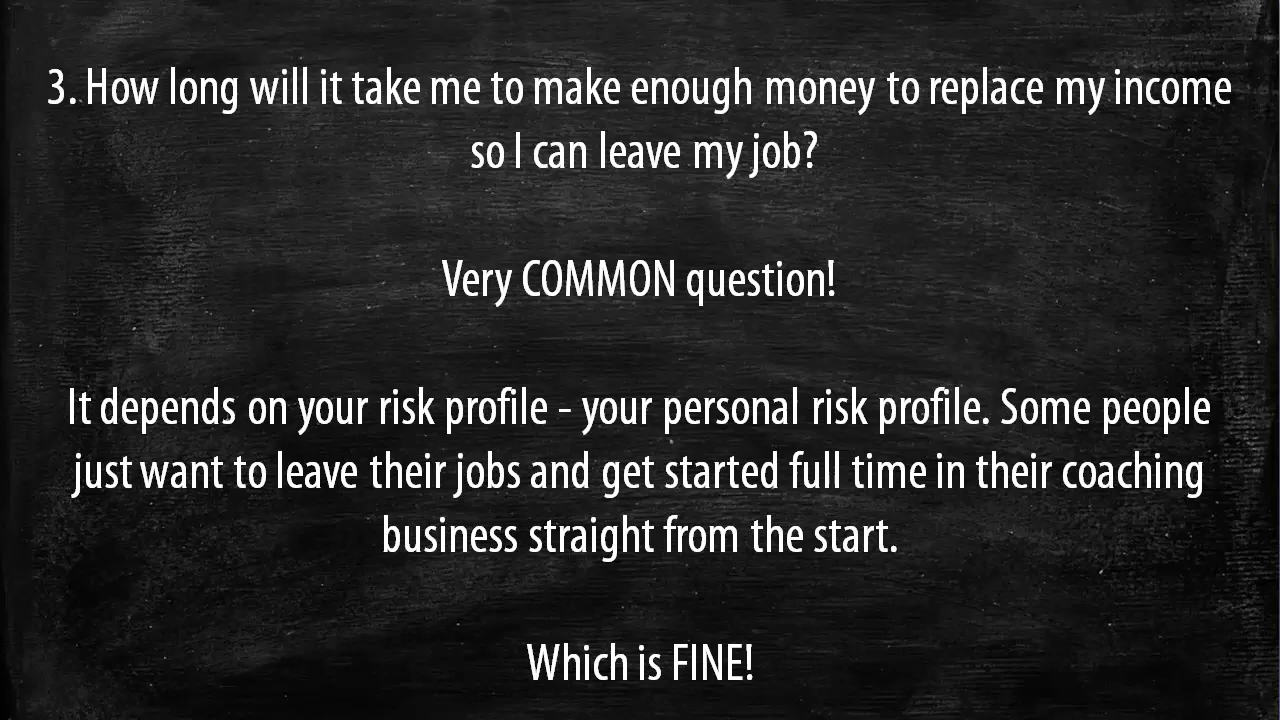 3. How long will it take me to make enough money to replace my income
so I can leave my job?
Very COMMON question!
It depends on your risk profile - your personal risk profile. Some people
just want to leave their jobs and get started full time in their coaching
business straight from the start.
Which is FINE!